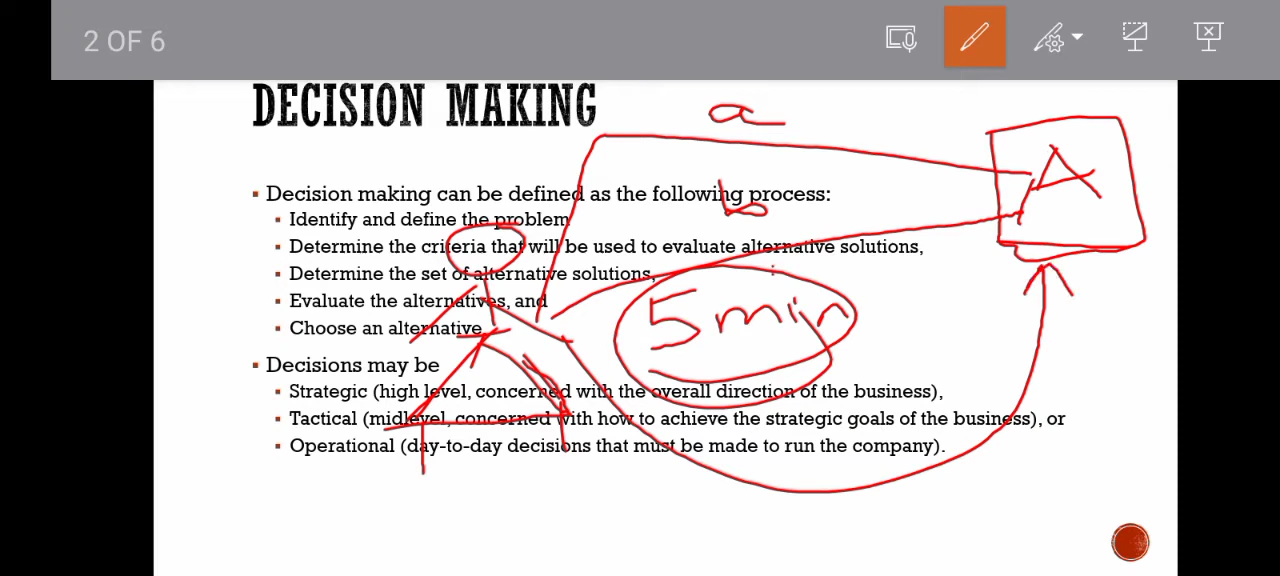 2 OF 6
DECISION MAKING
a
A
▪ Decision making can be defined as the following process:
b
▪ Identify and define the problem
▪ Determine the criteria that will be used to evaluate alternative solutions,
▪ Determine the set of alternative solutions,
▪ Evaluate the alternatives, and
5 min
▪ Choose an alternative
▪ Decisions may be
▪ Strategic (high level, concerned with the overall direction of the business),
▪ Tactical (midlevel, concerned with how to achieve the strategic goals of the business), or
▪ Operational (day-to-day decisions that must be made to run the company).